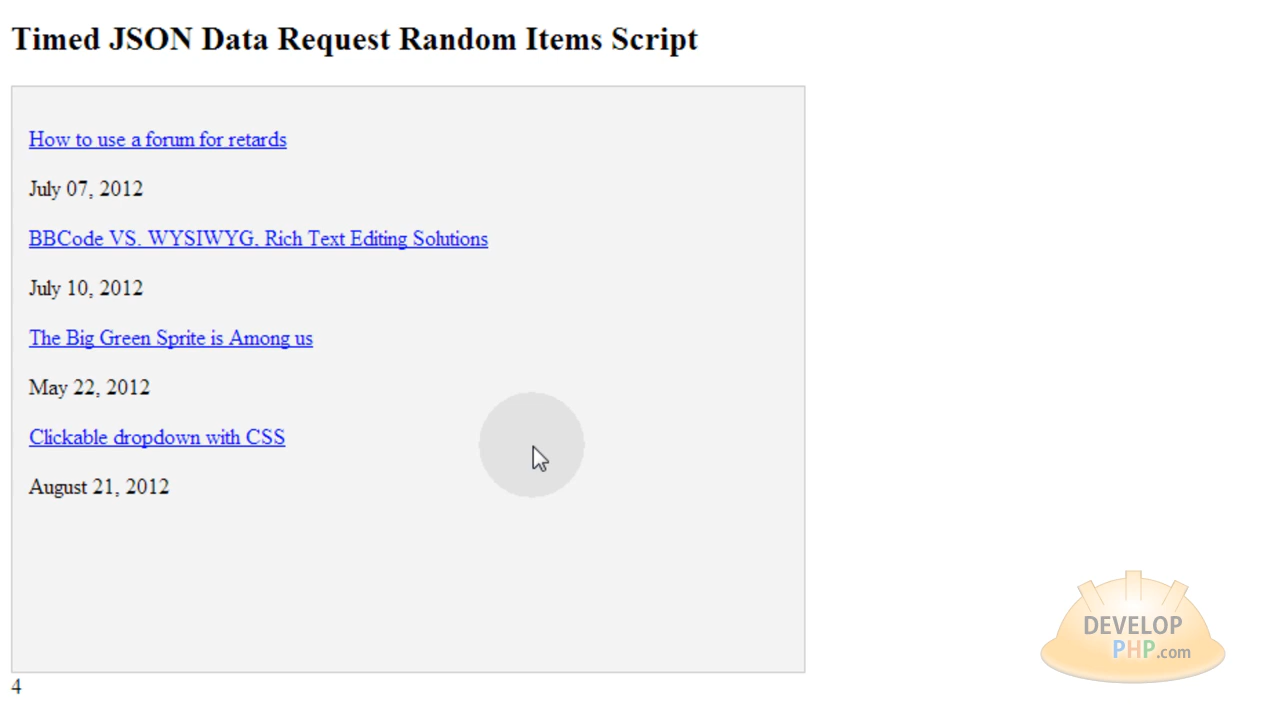 Timed JSON Data Request Random Items Script
How to use a forum for retards
July 07, 2012
BBCode VS. WYSIWYG. Rich Text Editing Solutions
July 10, 2012
The Big Green Sprite is Among us
May 22, 2012
Clickable dropdown with CSS
August 21, 2012
4
DEVELOP
PHP.com